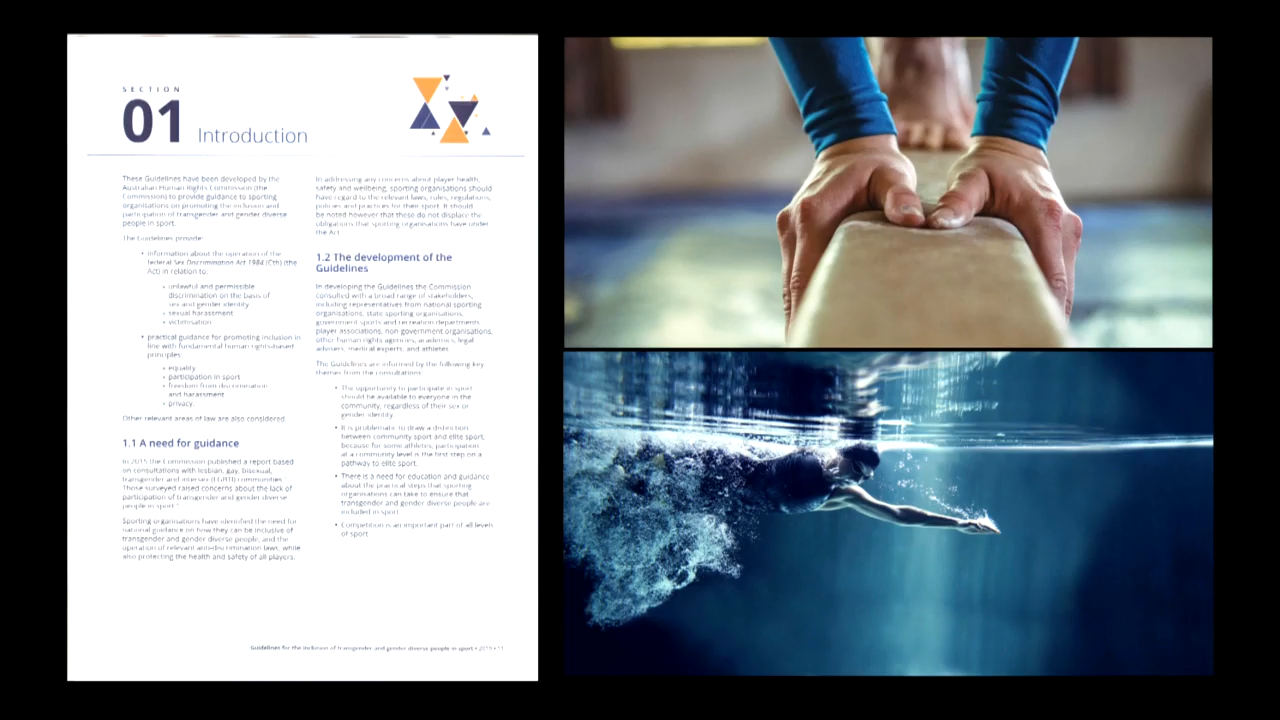 SECTION
01 Introduction
These Guidelines have been developed by the
Australian Human Rights Commission (the
Commission) to provide guidance to sporting
organisations on promoting the inclusion and
participation of transgender and gender diverse
people in sport.
The Guidelines provide:
• information about the operation of the
federal Sex Discrimination Act 1984 (Cth) (the
Act) in relation to:
» unlawful and permissible
discrimination on the basis of
sex and gender identity
» sexual harassment
» victimisation
• practical guidance for promoting inclusion in
line with fundamental human rights-based
principles:
» equality
» participation in sport
» freedom from discrimination
and harassment
» privacy.
Other relevant areas of law are also considered.
1.1 A need for guidance
In 2015 the Commission published a report based
on consultations with lesbian, gay, bisexual,
transgender and intersex (LGBTI) communities.
Those surveyed raised concerns about the lack of
participation of transgender and gender diverse
people in sport.¹
Sporting organisations have identified the need for
national guidance on how they can be inclusive of
transgender and gender diverse people, and the
operation of relevant anti-discrimination laws, while
also protecting the health and safety of all players.
In addressing any concerns about player health,
safety and wellbeing, sporting organisations should
have regard to the relevant laws, rules, regulations,
policies and practices for their sport. It should
be noted however that these do not displace the
obligations that sporting organisations have under
the Act.
1.2 The development of the
Guidelines
In developing the Guidelines the Commission
consulted with a broad range of stakeholders,
including representatives from national sporting
organisations, state sporting organisations,
government sports and recreation departments,
player associations, non government organisations,
other human rights agencies, academics, legal
advisers, medical experts, and athletes.
The Guidelines are informed by the following key
themes from the consultations:
• The opportunity to participate in sport
should be available to everyone in the
community, regardless of their sex or
gender identity.
• It is problematic to draw a distinction
between community sport and elite sport,
because for some athletes, participation
at a community level is the first step on a
pathway to elite sport.
• There is a need for education and guidance
about the practical steps that sporting
organisations can take to ensure that
transgender and gender diverse people are
included in sport.
• Competition is an important part of all levels
of sport.
Guidelines for the inclusion of transgender and gender diverse people in sport • 2019 • 11